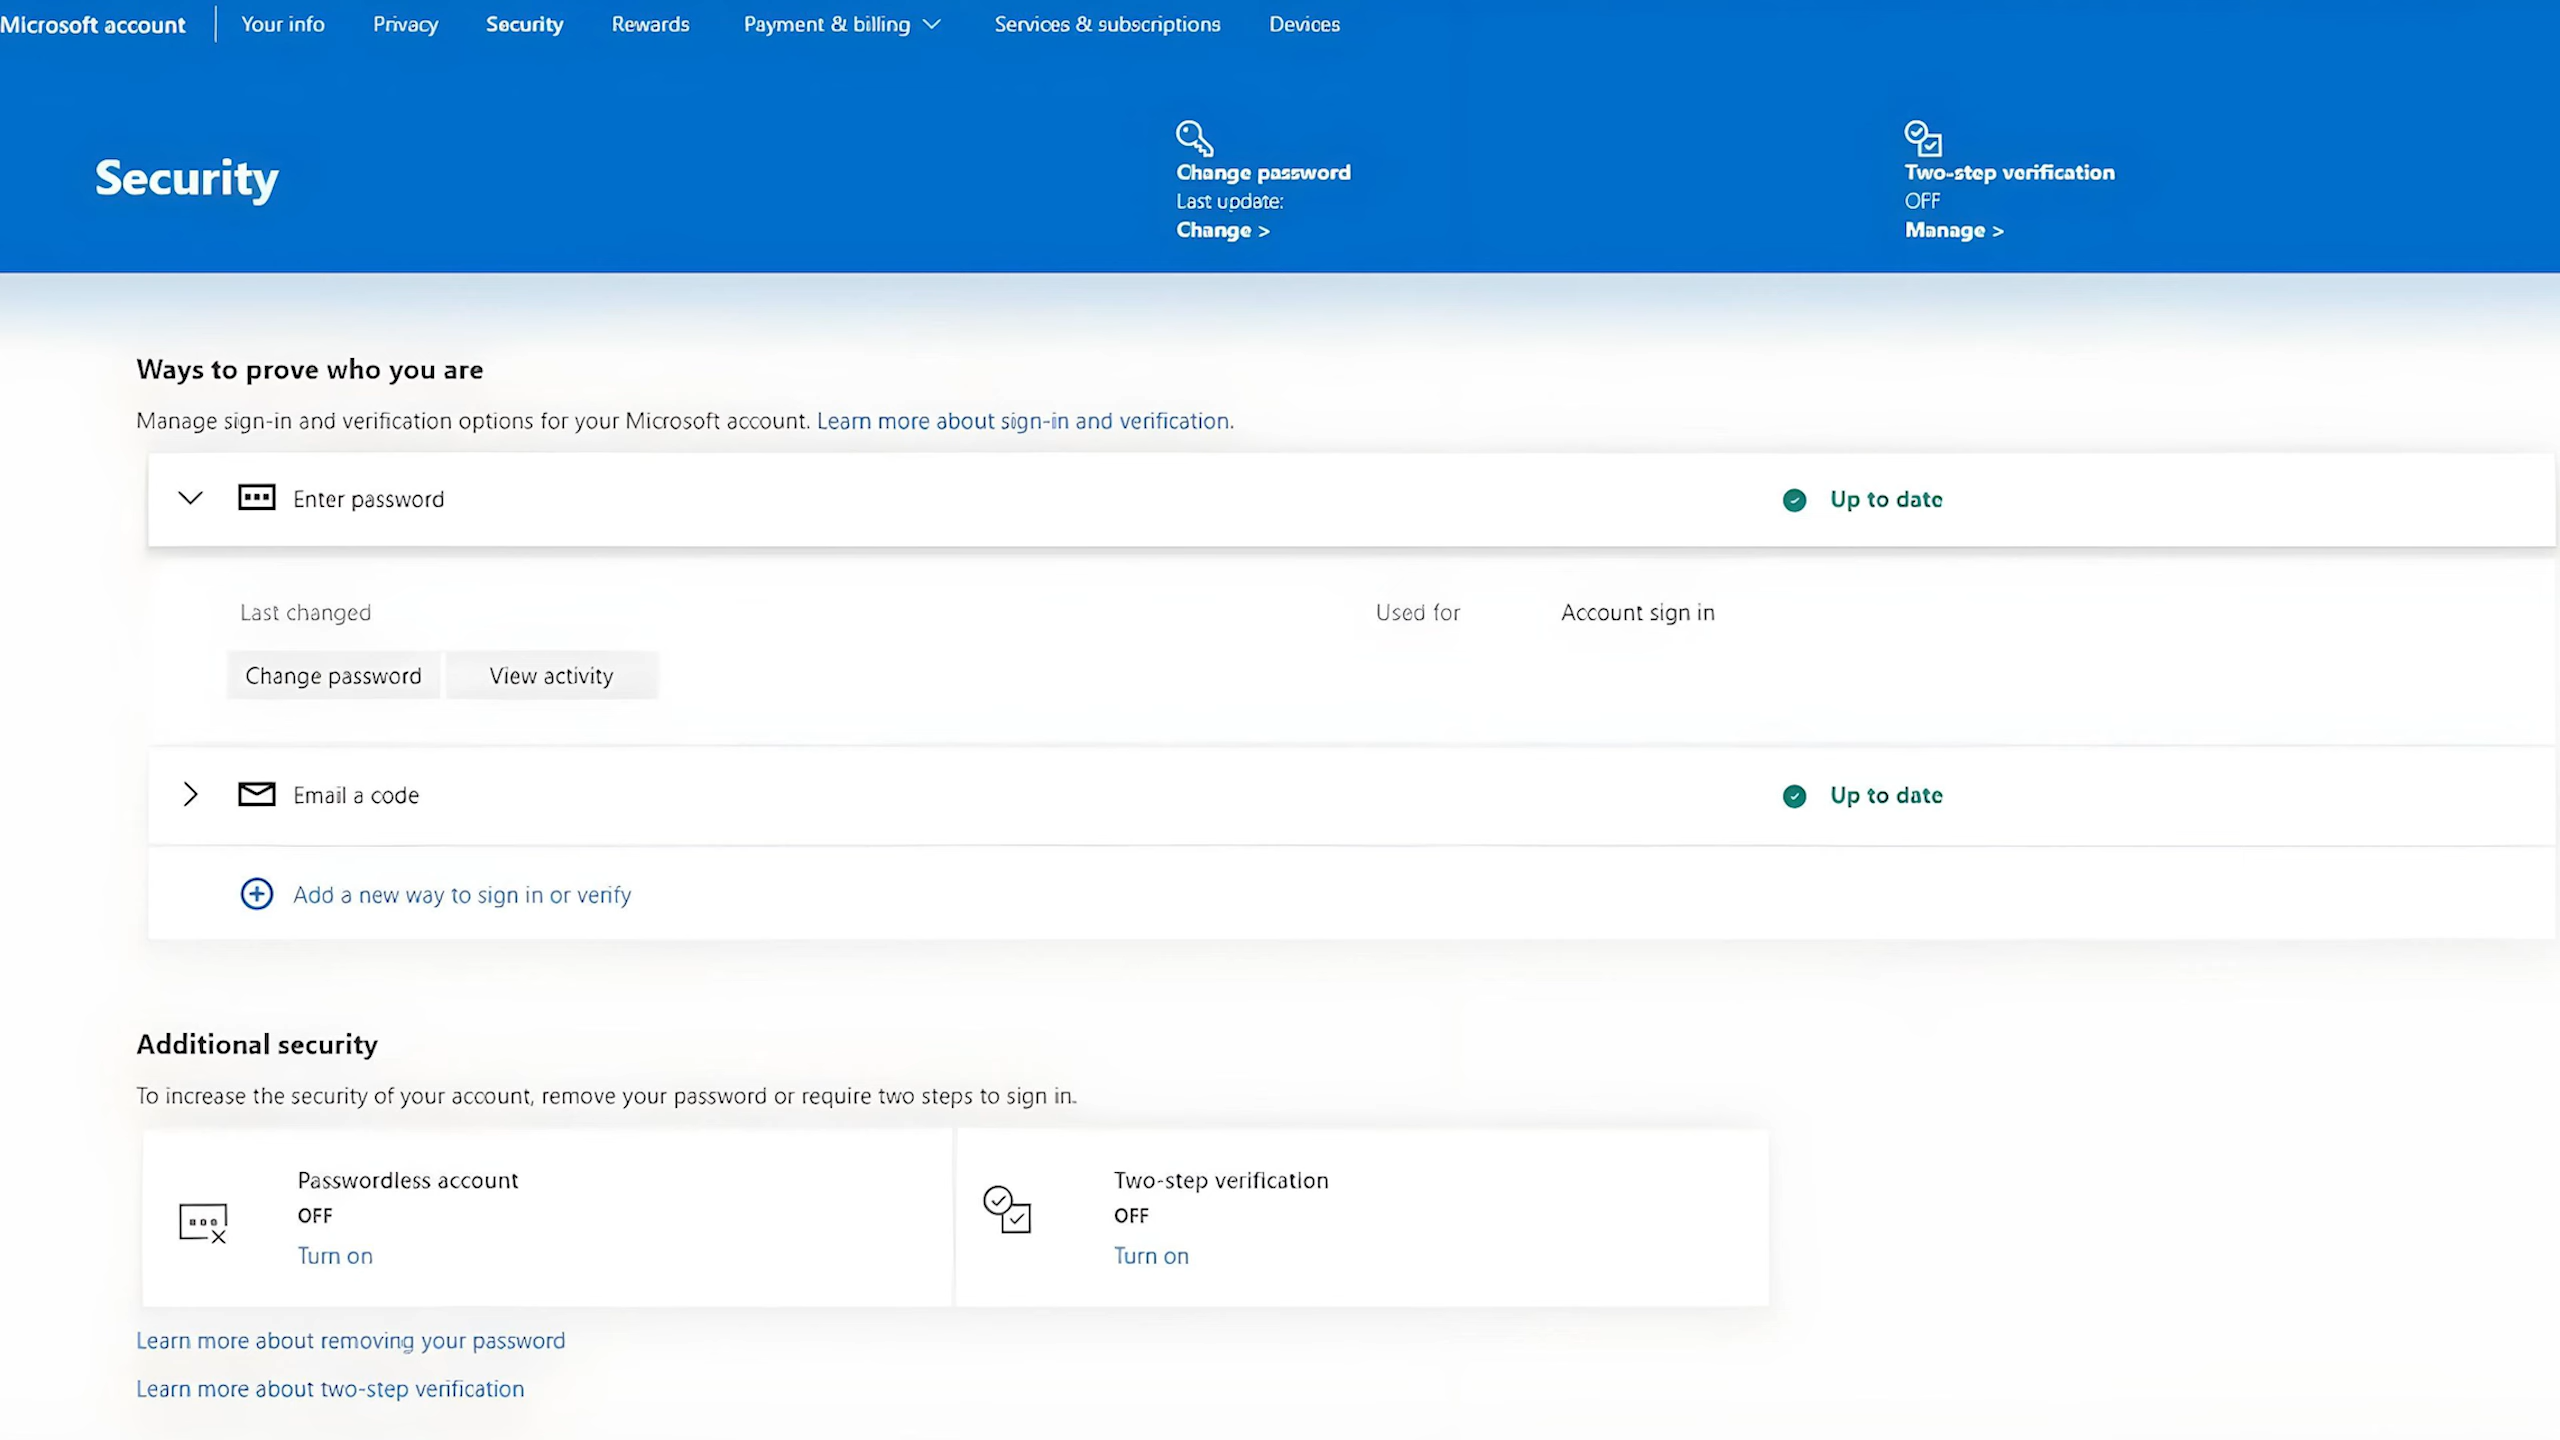 Microsoft account Your info Privacy Security Rewards Payment & billing Services & subscriptions Devices
Security
Change password
Last update:
Change >
Two-step verification
OFF
Manage >
Ways to prove who you are
Manage sign-in and verification options for your Microsoft account. Learn more about sign-in and verification.
Enter password Up to date
Last changed Used for Account sign in
Change password View activity
Email a code Up to date
Add a new way to sign in or verify
Additional security
To increase the security of your account, remove your password or require two steps to sign in.
Passwordless account
OFF
Turn on
Two-step verification
OFF
Turn on
Learn more about removing your password
Learn more about two-step verification